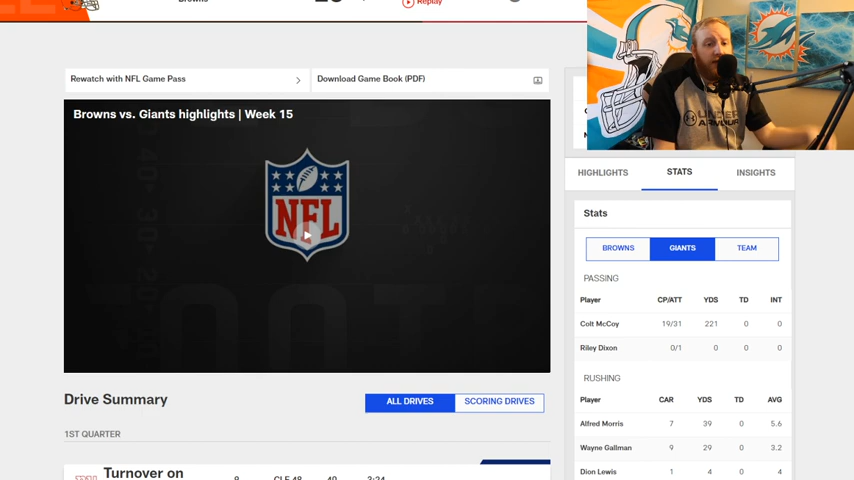 Browns
Replay
Rewatch with NFL Game Pass
Download Game Book (PDF)
Browns vs. Giants highlights | Week 15
NFL
UNDER
ARMOUR
HIGHLIGHTS
STATS
INSIGHTS
Stats
BROWNS
GIANTS
TEAM
PASSING
Player CP/ATT YDS TD INT
Colt McCoy 19/31 221 0 0
Riley Dixon 0/1 0 0 0
RUSHING
Player CAR YDS TD AVG
Alfred Morris 7 39 0 5.6
Wayne Gallman 9 29 0 3.2
Dion Lewis 1 4 0 4
Drive Summary
ALL DRIVES
SCORING DRIVES
1ST QUARTER
Turnover on
9 CLE 48 40 3:24